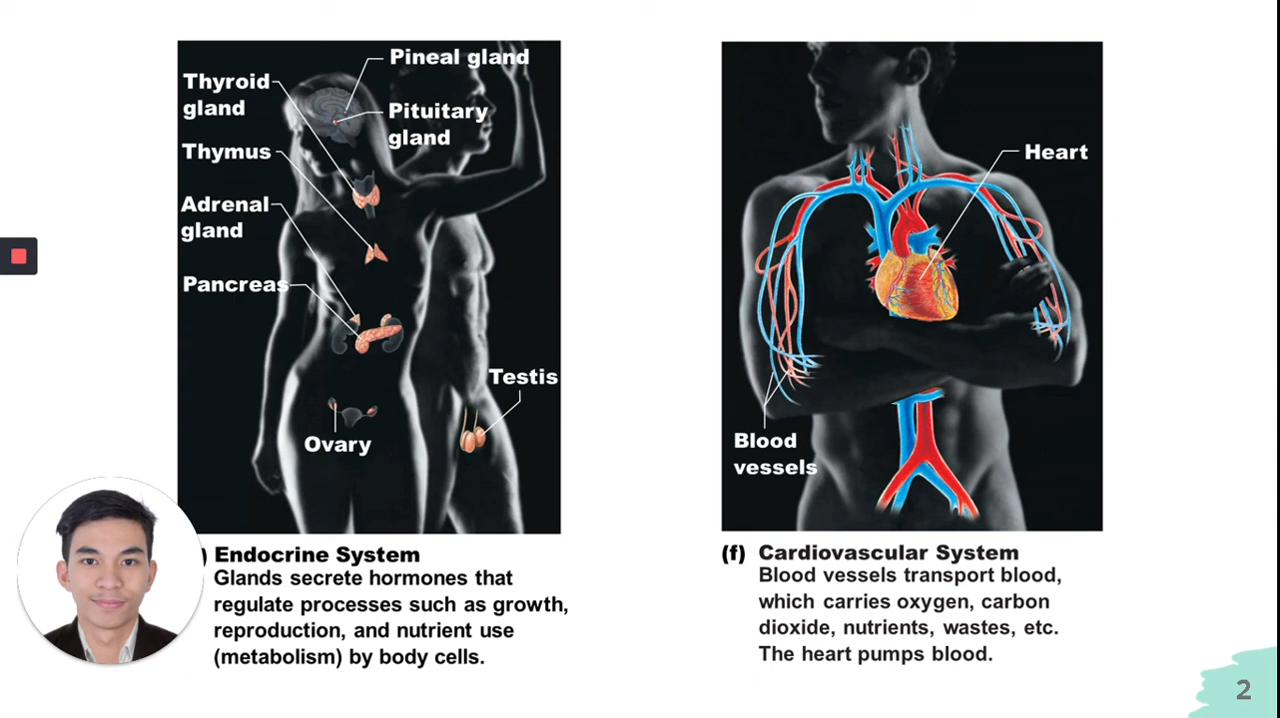 Pineal gland
Thyroid
gland
Pituitary
gland
Thymus
Adrenal
gland
Pancreas
Testis
Ovary
) Endocrine System
Glands secrete hormones that
regulate processes such as growth,
reproduction, and nutrient use
(metabolism) by body cells.
Heart
Blood
vessels
(f) Cardiovascular System
Blood vessels transport blood,
which carries oxygen, carbon
dioxide, nutrients, wastes, etc.
The heart pumps blood.
2